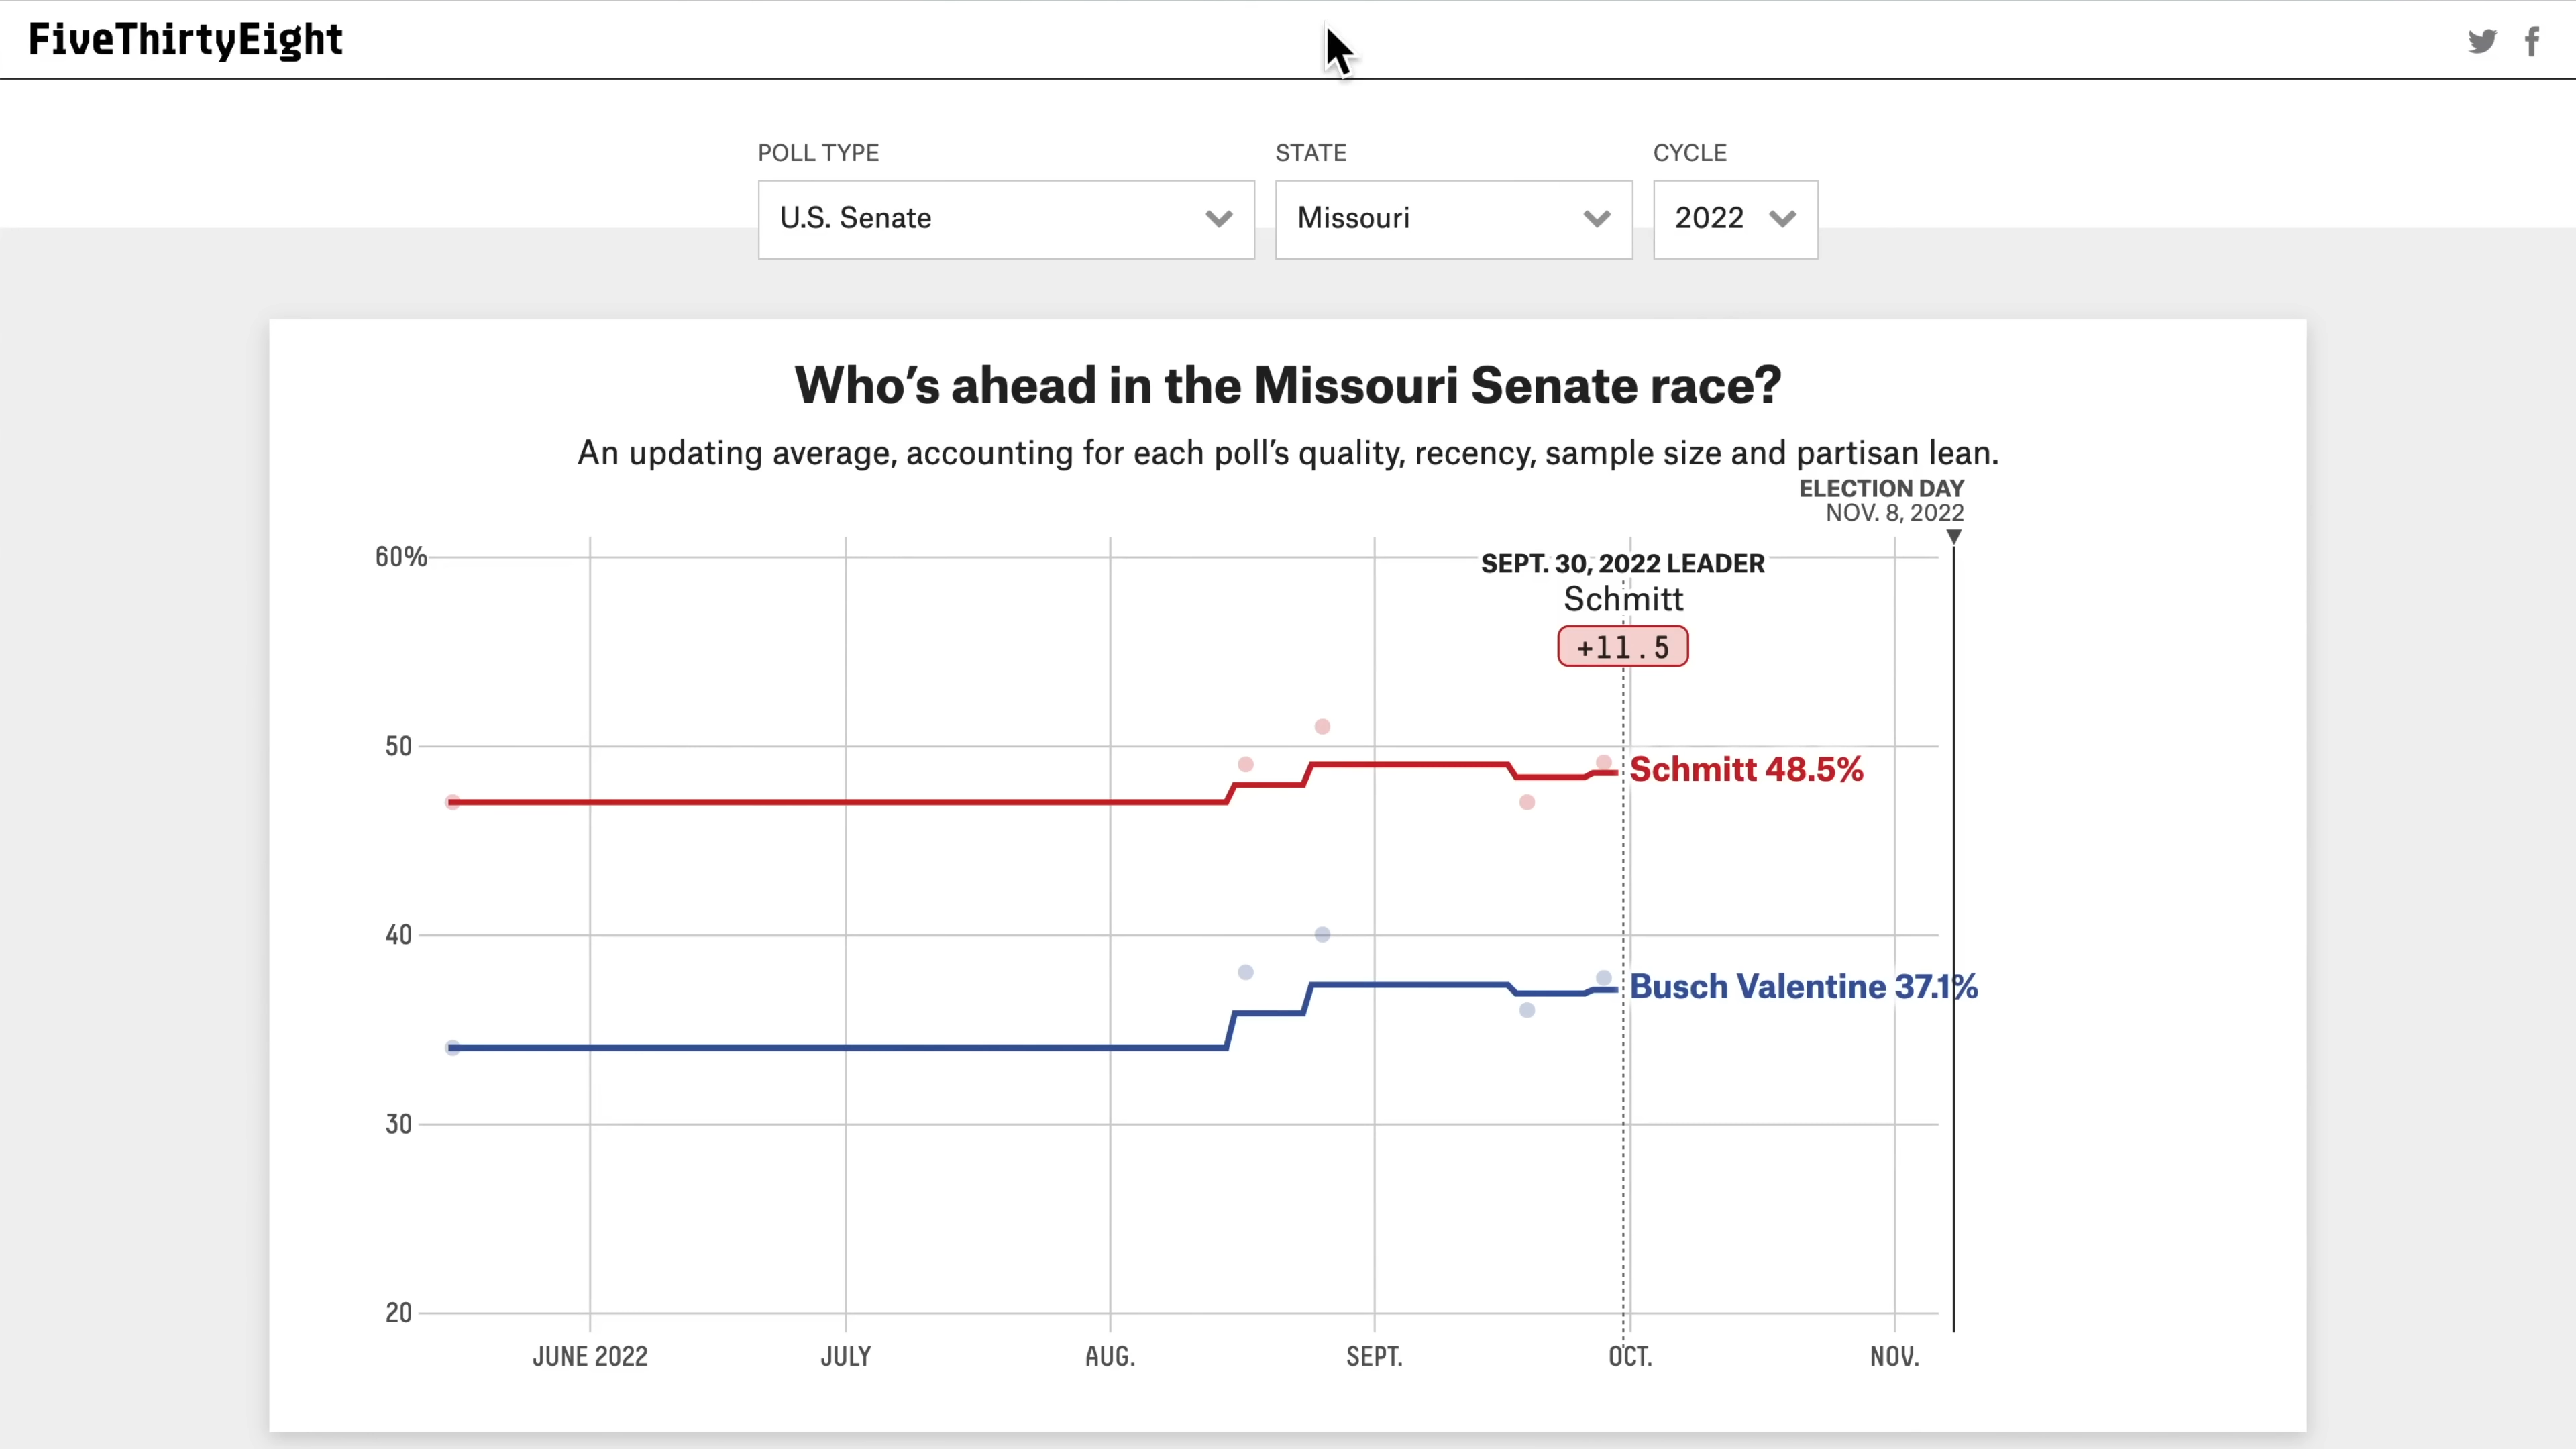 FiveThirtyEight
POLL TYPE
STATE
CYCLE
U.S. Senate
Missouri
2022
Who's ahead in the Missouri Senate race?
An updating average, accounting for each poll's quality, recency, sample size and partisan lean.
ELECTION DAY
NOV. 8, 2022
60%
SEPT. 30, 2022 LEADER
Schmitt
+11.5
50
Schmitt 48.5%
40
Busch Valentine 37.1%
30
20
JUNE 2022
JULY
AUG.
SEPT.
OCT.
NOV.